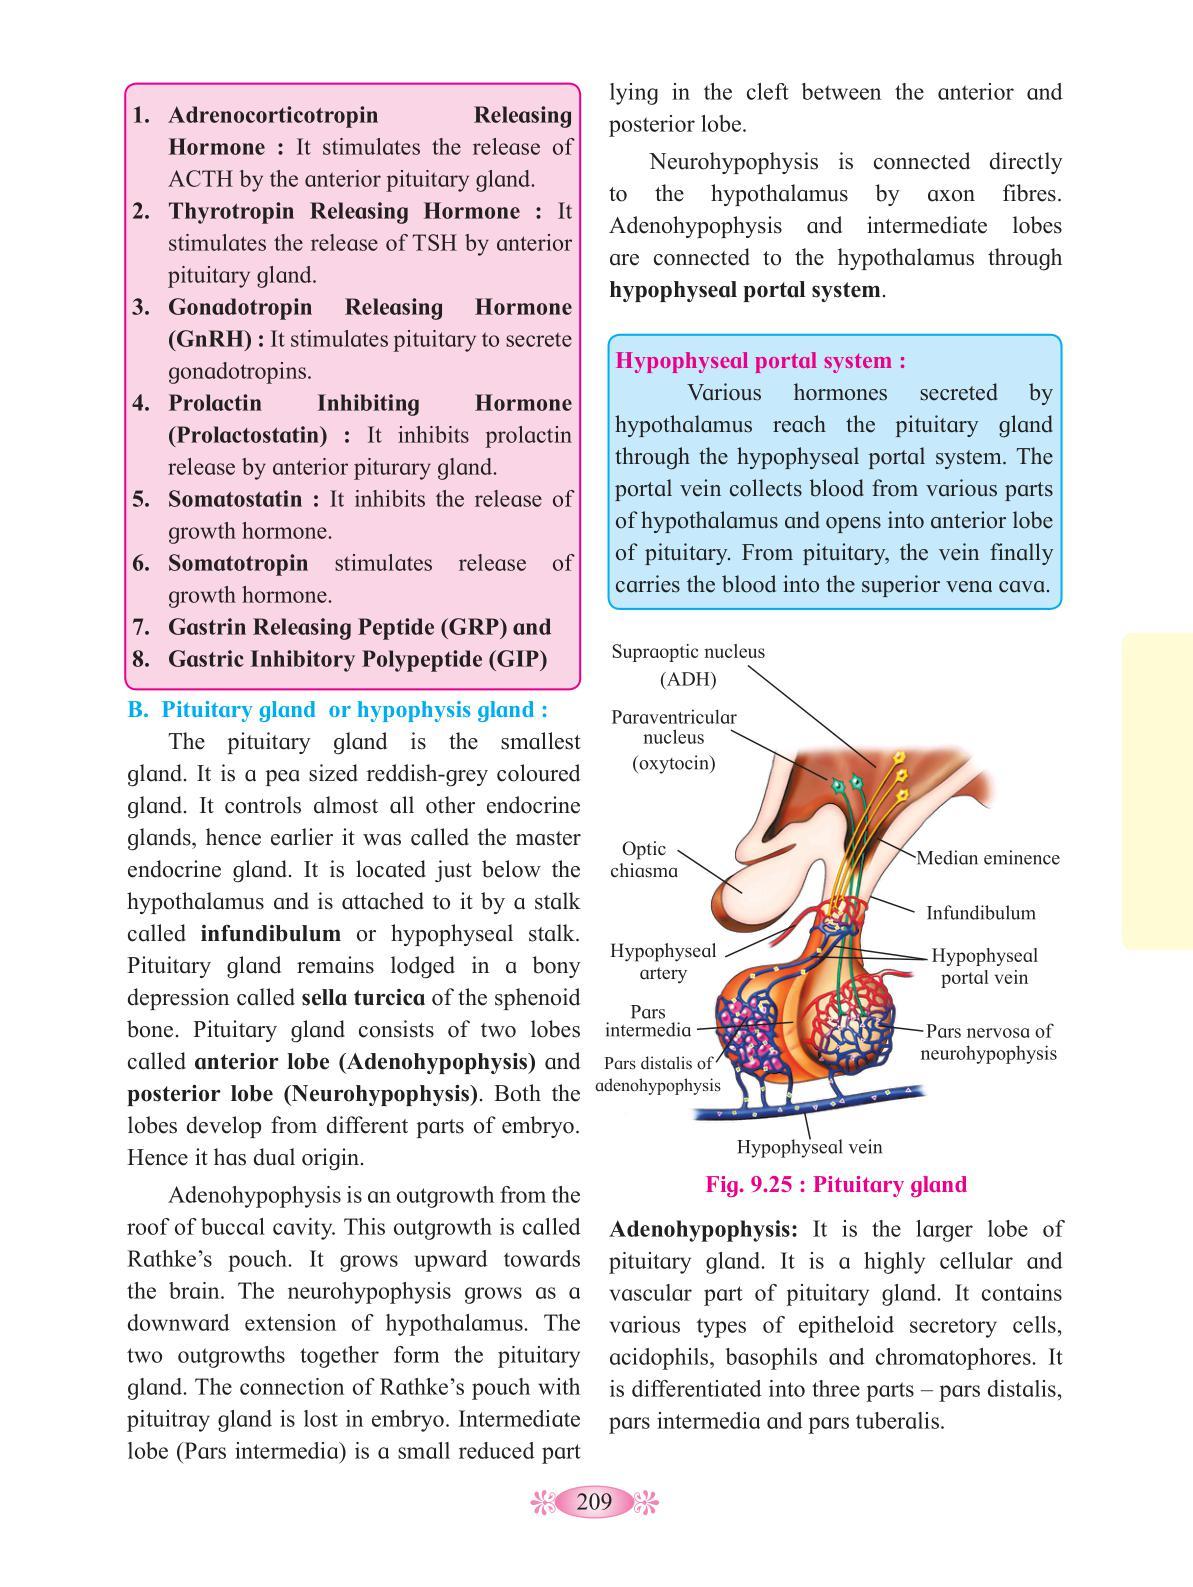 1. Adrenocorticotropin Releasing
Hormone : It stimulates the release of
ACTH by the anterior pituitary gland.
2. Thyrotropin Releasing Hormone : It
stimulates the release of TSH by anterior
pituitary gland.
3. Gonadotropin Releasing Hormone
(GnRH) : It stimulates pituitary to secrete
gonadotropins.
4. Prolactin Inhibiting Hormone
(Prolactostatin) : It inhibits prolactin
release by anterior piturary gland.
5. Somatostatin : It inhibits the release of
growth hormone.
6. Somatotropin stimulates release of
growth hormone.
7. Gastrin Releasing Peptide (GRP) and
8. Gastric Inhibitory Polypeptide (GIP)
B. Pituitary gland or hypophysis gland :
The pituitary gland is the smallest
gland. It is a pea sized reddish-grey coloured
gland. It controls almost all other endocrine
glands, hence earlier it was called the master
endocrine gland. It is located just below the
hypothalamus and is attached to it by a stalk
called infundibulum or hypophyseal stalk.
Pituitary gland remains lodged in a bony
depression called sella turcica of the sphenoid
bone. Pituitary gland consists of two lobes
called anterior lobe (Adenohypophysis) and
posterior lobe (Neurohypophysis). Both the
lobes develop from different parts of embryo.
Hence it has dual origin.
Adenohypophysis is an outgrowth from the
roof of buccal cavity. This outgrowth is called
Rathke’s pouch. It grows upward towards
the brain. The neurohypophysis grows as a
downward extension of hypothalamus. The
two outgrowths together form the pituitary
gland. The connection of Rathke’s pouch with
pituitray gland is lost in embryo. Intermediate
lobe (Pars intermedia) is a small reduced part
lying in the cleft between the anterior and
posterior lobe.
Neurohypophysis is connected directly
to the hypothalamus by axon fibres.
Adenohypophysis and intermediate lobes
are connected to the hypothalamus through
hypophyseal portal system.
Hypophyseal portal system :
Various hormones secreted by
hypothalamus reach the pituitary gland
through the hypophyseal portal system. The
portal vein collects blood from various parts
of hypothalamus and opens into anterior lobe
of pituitary. From pituitary, the vein finally
carries the blood into the superior vena cava.
Supraoptic nucleus
(ADH)
Paraventricular
nucleus
(oxytocin)
Optic
chiasma
Median eminence
Infundibulum
Hypophyseal
artery
Hypophyseal
portal vein
Pars
intermedia
Pars nervosa of
neurohypophysis
Pars distalis of
adenohypophysis
Hypophyseal vein
Fig. 9.25 : Pituitary gland
Adenohypophysis: It is the larger lobe of
pituitary gland. It is a highly cellular and
vascular part of pituitary gland. It contains
various types of epitheloid secretory cells,
acidophils, basophils and chromatophores. It
is differentiated into three parts – pars distalis,
pars intermedia and pars tuberalis.
209